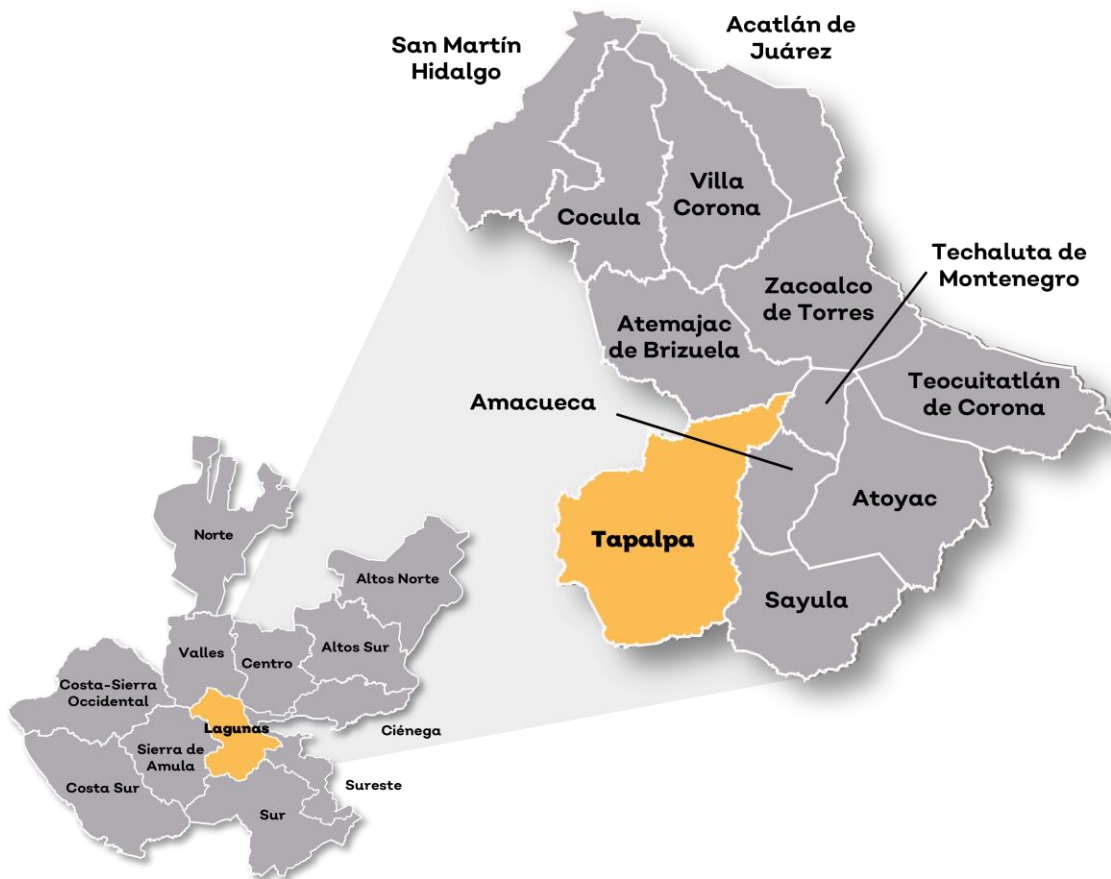 San Martín
Hidalgo
Acatlán de
Juárez
Villa
Corona
Cocula
Techaluta de
Montenegro
Zacoalco
de Torres
Atemajac
de Brizuela
Teocuitatlán
de Corona
Amacueca
Atoyac
Tapalpa
Sayula
Norte
Altos Norte
Altos Sur
Valles
Centro
Costa-Sierra
Occidental
Lagunas
Ciénega
Sierra de
Amula
Costa Sur
Sureste
Sur